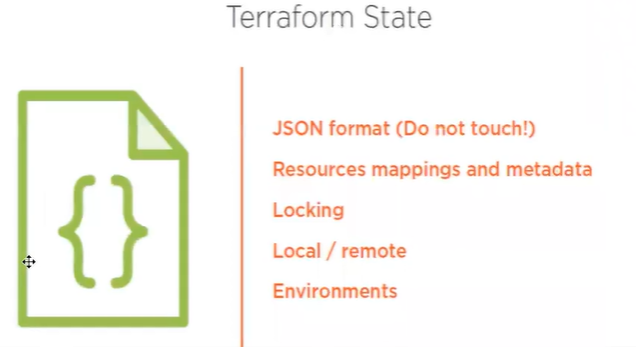 Terraform State
JSON format (Do not touch!)
Resources mappings and metadata
Locking
Local / remote
Environments